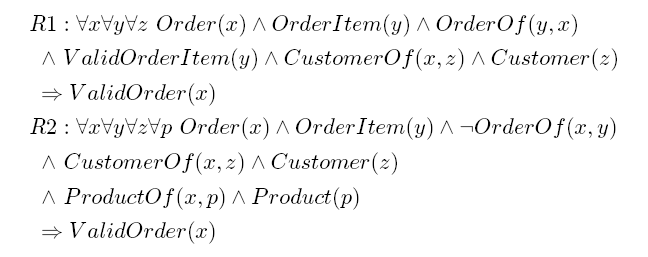 R1 : ∀x∀y∀z Order(x) ∧ OrderItem(y) ∧ OrderOf(y, x)
∧ ValidOrderItem(y) ∧ CustomerOf(x, z) ∧ Customer(z)
⇒ ValidOrder(x)
R2 : ∀x∀y∀z∀p Order(x) ∧ OrderItem(y) ∧ ¬OrderOf(x, y)
∧ CustomerOf(x, z) ∧ Customer(z)
∧ ProductOf(x, p) ∧ Product(p)
⇒ ValidOrder(x)